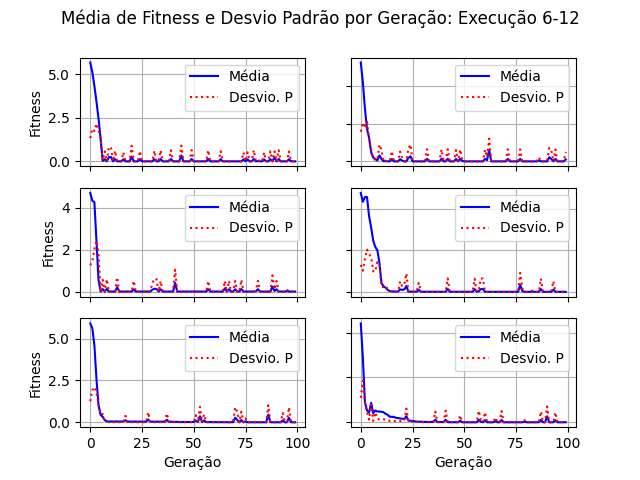 Média de Fitness e Desvio Padrão por Geração: Execução 6-12
5.0
2.5
0.0
Fitness
Média
Desvio. P
Média
Desvio. P
4
2
0
Fitness
Média
Desvio. P
Média
Desvio. P
5.0
2.5
0.0
Fitness
Média
Desvio. P
Média
Desvio. P
0 25 50 75 100
0 25 50 75 100
Geração
Geração